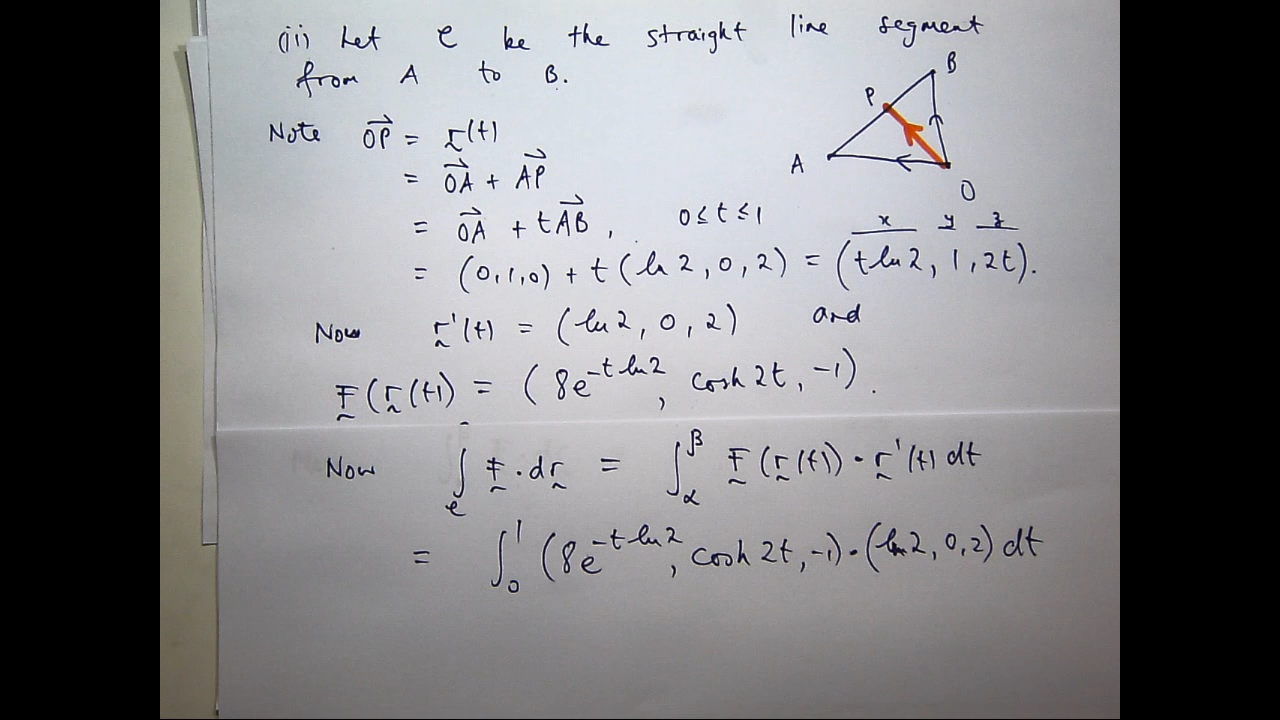 (ii) Let C be the straight line segment
from A to B.
B
P
A
O
Note OP⃗ = r̰(t)
= OA⃗ + AP⃗
= OA⃗ + tAB⃗, 0≤t≤1
x y z
= (0,1,0) + t(ln 2, 0, 2) = (t ln 2, 1, 2t).
Now r̰'(t) = (ln 2, 0, 2) and
F̰(r̰(t)) = (8e^{-t ln 2}, cosh 2t, -1).
Now ∫_C F̰·dr̰ = ∫_α^β F̰(r̰(t))·r̰'(t) dt
= ∫_0^1 (8e^{-t ln 2}, cosh 2t, -1)·(ln 2, 0, 2) dt